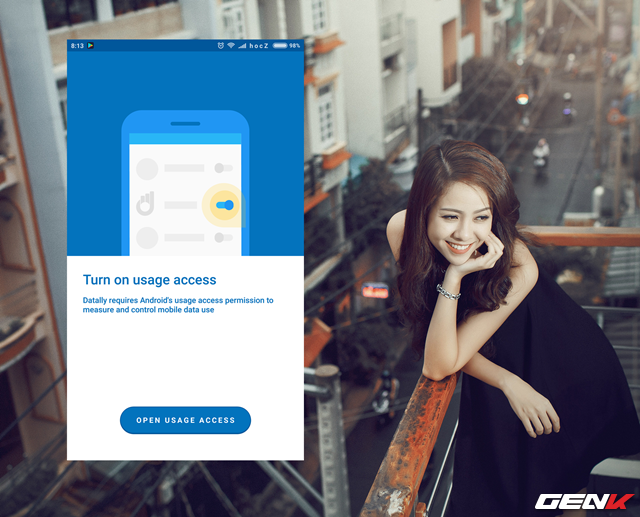 8:13
hocZ
98%
Turn on usage access
Datally requires Android's usage access permission to
measure and control mobile data use
OPEN USAGE ACCESS
GENK